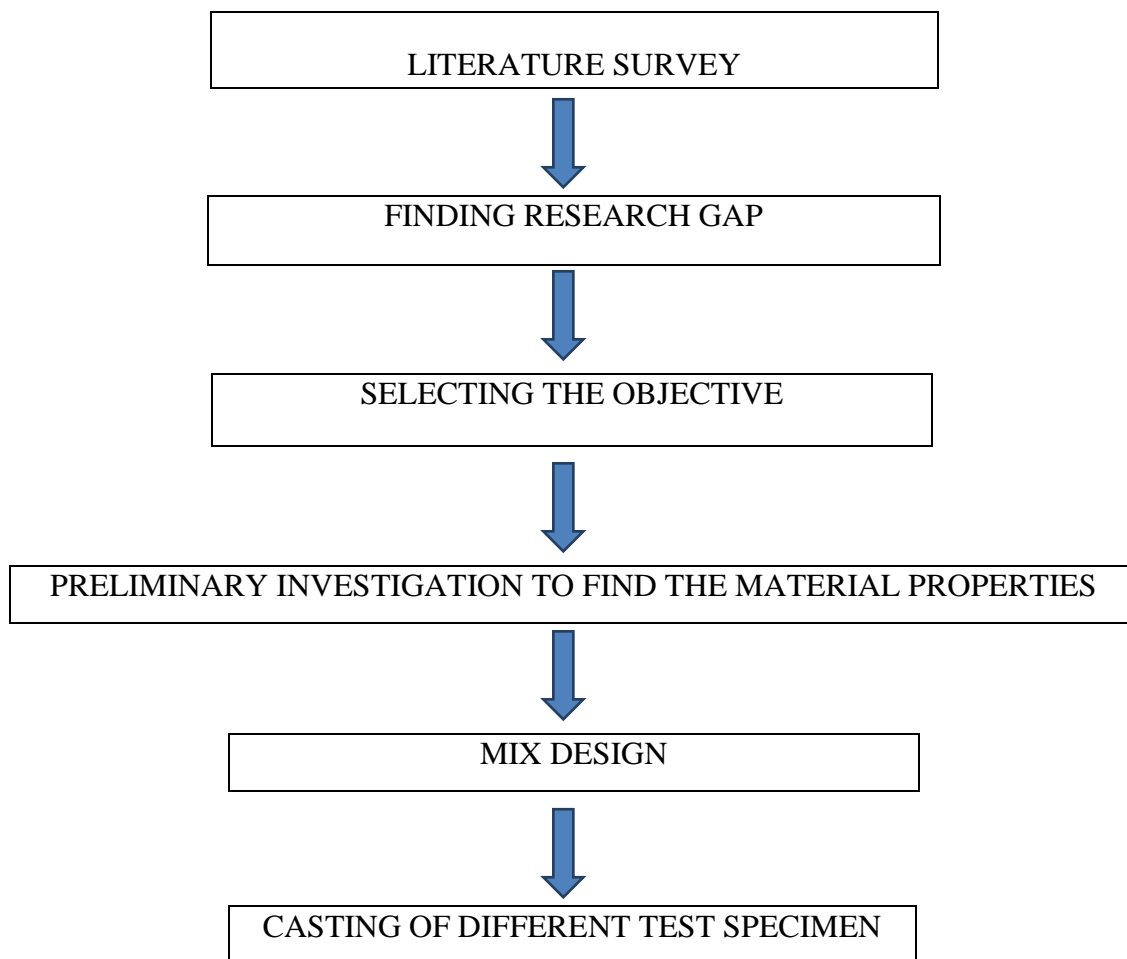 LITERATURE SURVEY
FINDING RESEARCH GAP
SELECTING THE OBJECTIVE
PRELIMINARY INVESTIGATION TO FIND THE MATERIAL PROPERTIES
MIX DESIGN
CASTING OF DIFFERENT TEST SPECIMEN